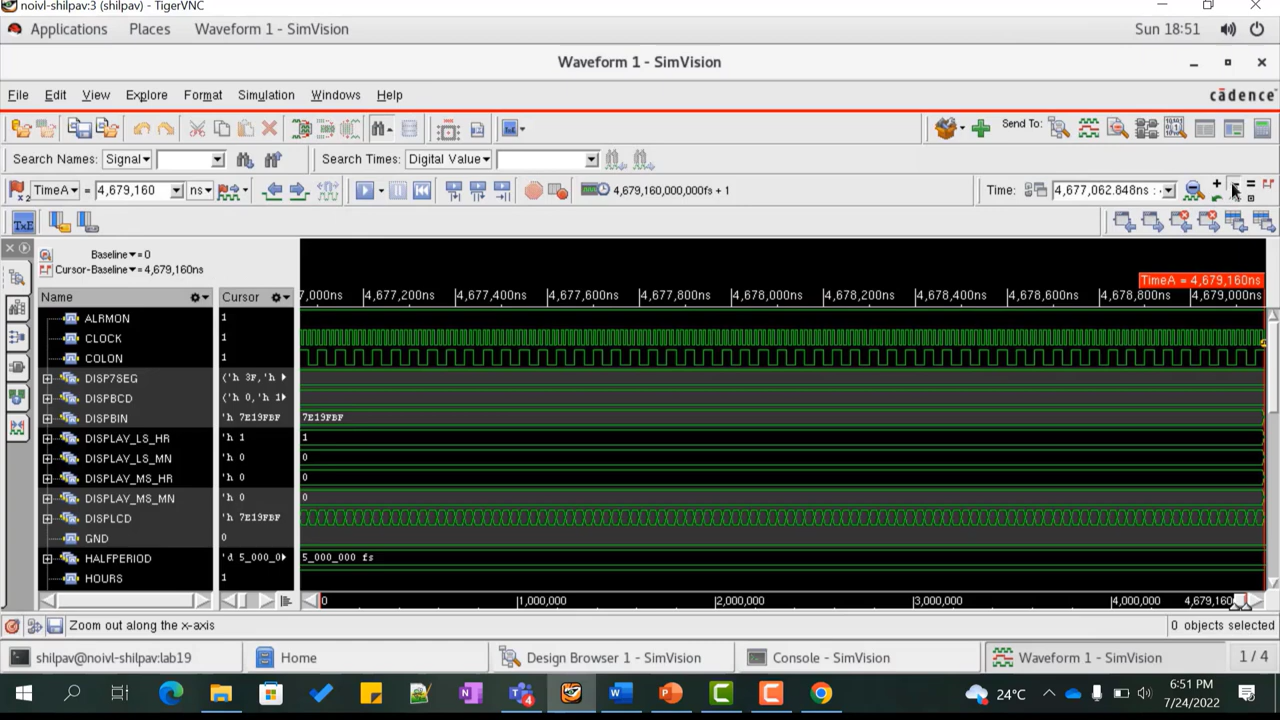 noivl-shilpav:3 (shilpav) - TigerVNC
Applications Places Waveform 1 - SimVision Sun 18:51
Waveform 1 - SimVision
File Edit View Explore Format Simulation Windows Help cādence
Send To:
Search Names: Signal Search Times: Digital Value
TimeA = 4,679,160 ns 4,679,160,000,000fs + 1 Time: 4,677,062.848ns :
TxE
Baseline = 0
Cursor-Baseline = 4,679,160ns
TimeA = 4,679,160ns
Name Cursor 7,000ns 4,677,200ns 4,677,400ns 4,677,600ns 4,677,800ns 4,678,000ns 4,678,200ns 4,678,400ns 4,678,600ns 4,678,800ns 4,679,000ns
ALRMON 1
CLOCK 1
COLON 1
DISP7SEG ('h 3F,'h
DISPBCD ('h 0,'h 1
DISPBIN 'h 7E19FBF 7E19FBF
DISPLAY_LS_HR 'h 1 1
DISPLAY_LS_MN 'h 0 0
DISPLAY_MS_HR 'h 0 0
DISPLAY_MS_MN 'h 0 0
DISPLCD 'h 7E19FBF
GND 0
HALFPERIOD 'd 5_000_0 5_000_000 fs
HOURS 1
0 1,000,000 2,000,000 3,000,000 4,000,000 4,679,160
Zoom out along the x-axis 0 objects selected
shilpav@noivl-shilpav:lab19 Home Design Browser 1 - SimVision Console - SimVision Waveform 1 - SimVision 1 / 4
4 24°C 6:51 PM
7/24/2022